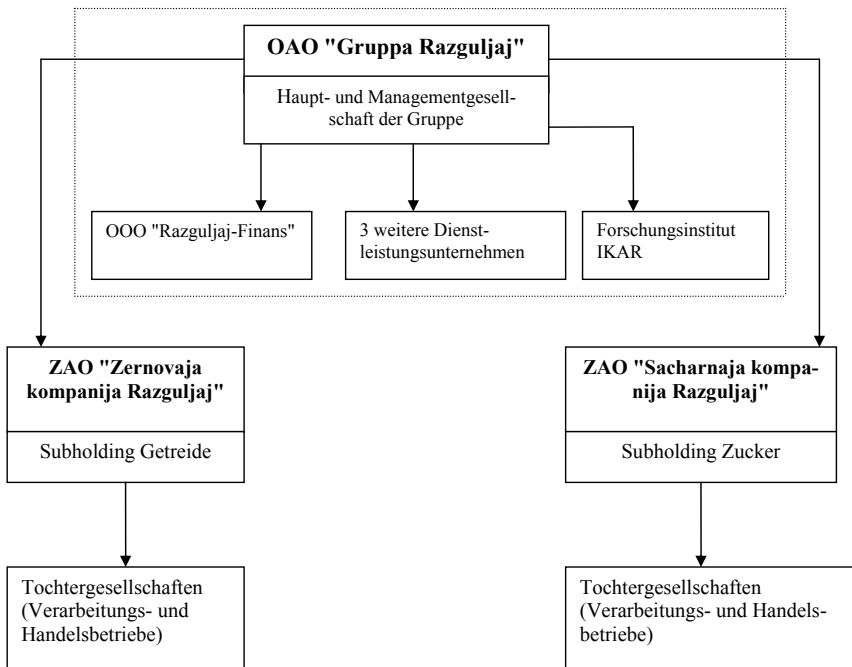 OAO "Gruppa Razguljaj"
Haupt- und Managementgesell-
schaft der Gruppe
OOO "Razguljaj-Finans"
3 weitere Dienst-
leistungsunternehmen
Forschungsinstitut
IKAR
ZAO "Zernovaja
kompanija Razguljaj"
Subholding Getreide
ZAO "Sacharnaja kompa-
nija Razguljaj"
Subholding Zucker
Tochtergesellschaften
(Verarbeitungs- und
Handelsbetriebe)
Tochtergesellschaften
(Verarbeitungs- und Handels-
betriebe)